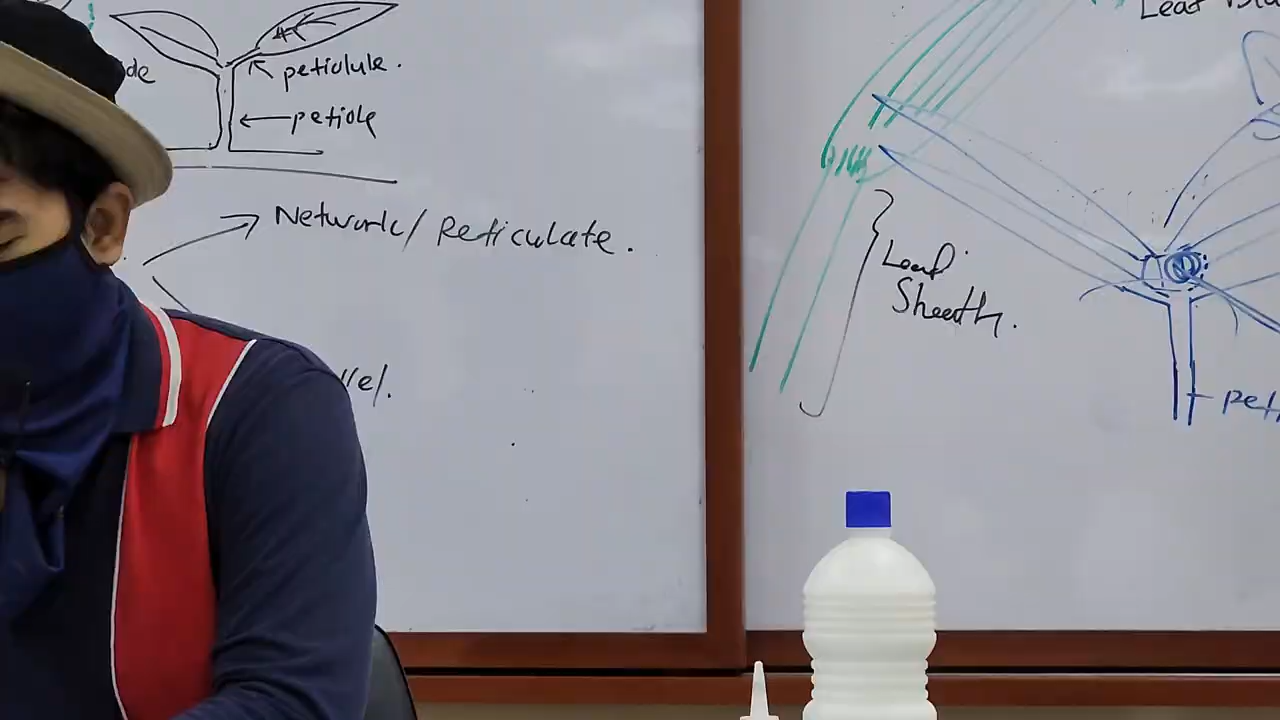 petiolule.
petiole
Network/ Reticulate.
Leaf
Sheath.